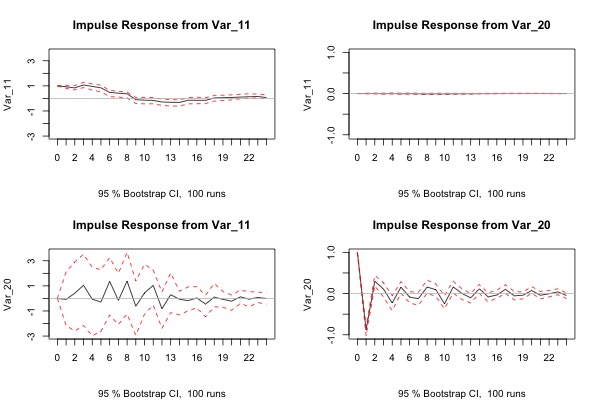 Impulse Response from Var_11
Var_11
3
1
-1
-3
0 2 4 6 8 10 13 16 19 22
95 % Bootstrap CI, 100 runs
Impulse Response from Var_20
Var_11
1.0
0.0
-1.0
0 2 4 6 8 10 13 16 19 22
95 % Bootstrap CI, 100 runs
Impulse Response from Var_11
Var_20
3
1
-1
-3
0 2 4 6 8 10 13 16 19 22
95 % Bootstrap CI, 100 runs
Impulse Response from Var_20
Var_20
1.0
0.0
-1.0
0 2 4 6 8 10 13 16 19 22
95 % Bootstrap CI, 100 runs